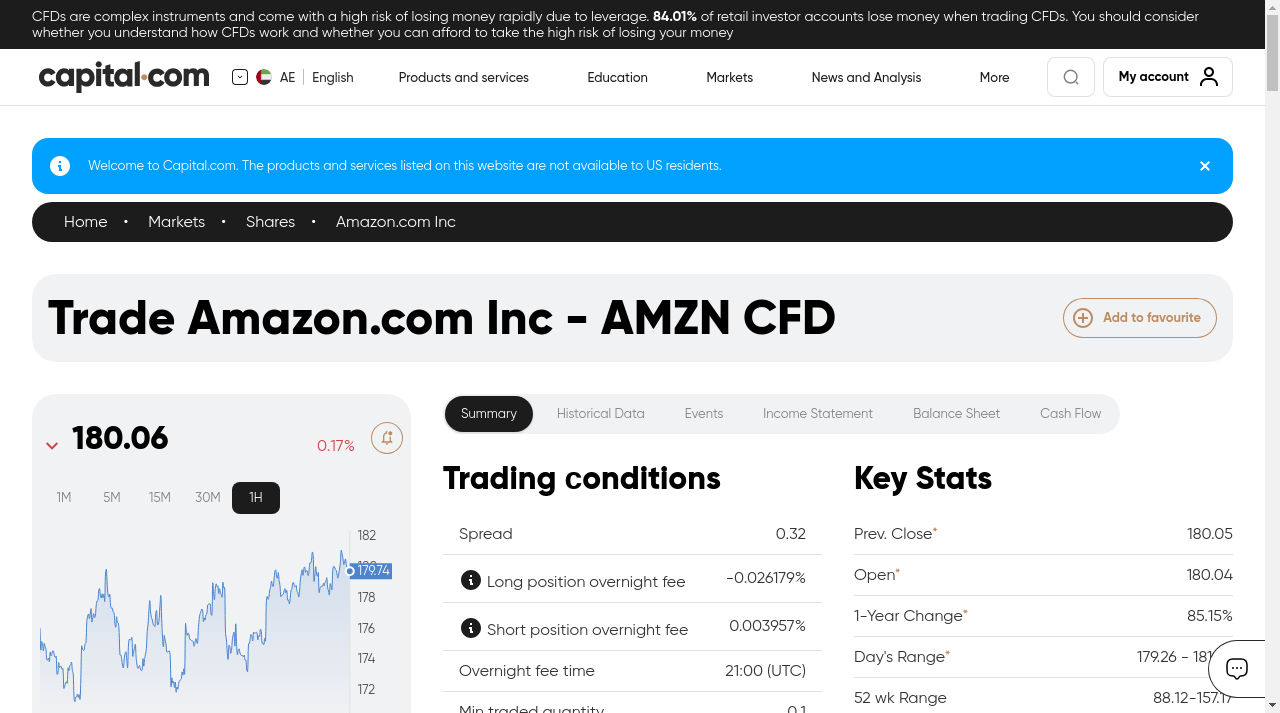 CFDs are complex instruments and come with a high risk of losing money rapidly due to leverage. 84.01% of retail investor accounts lose money when trading CFDs. You should consider
whether you understand how CFDs work and whether you can afford to take the high risk of losing your money
capital.com
AE English
Products and services
Education
Markets
News and Analysis
More
My account
Welcome to Capital.com. The products and services listed on this website are not available to US residents.
Home • Markets • Shares • Amazon.com Inc
Trade Amazon.com Inc - AMZN CFD
Add to favourite
180.06
0.17%
1M 5M 15M 30M 1H
182
179.74
178
176
174
172
Summary Historical Data Events Income Statement Balance Sheet Cash Flow
Trading conditions
Spread 0.32
Long position overnight fee -0.026179%
Short position overnight fee 0.003957%
Overnight fee time 21:00 (UTC)
Min traded quantity 0.1
Key Stats
Prev. Close* 180.05
Open* 180.04
1-Year Change* 85.15%
Day's Range* 179.26 -
52 wk Range 88.12-157.17